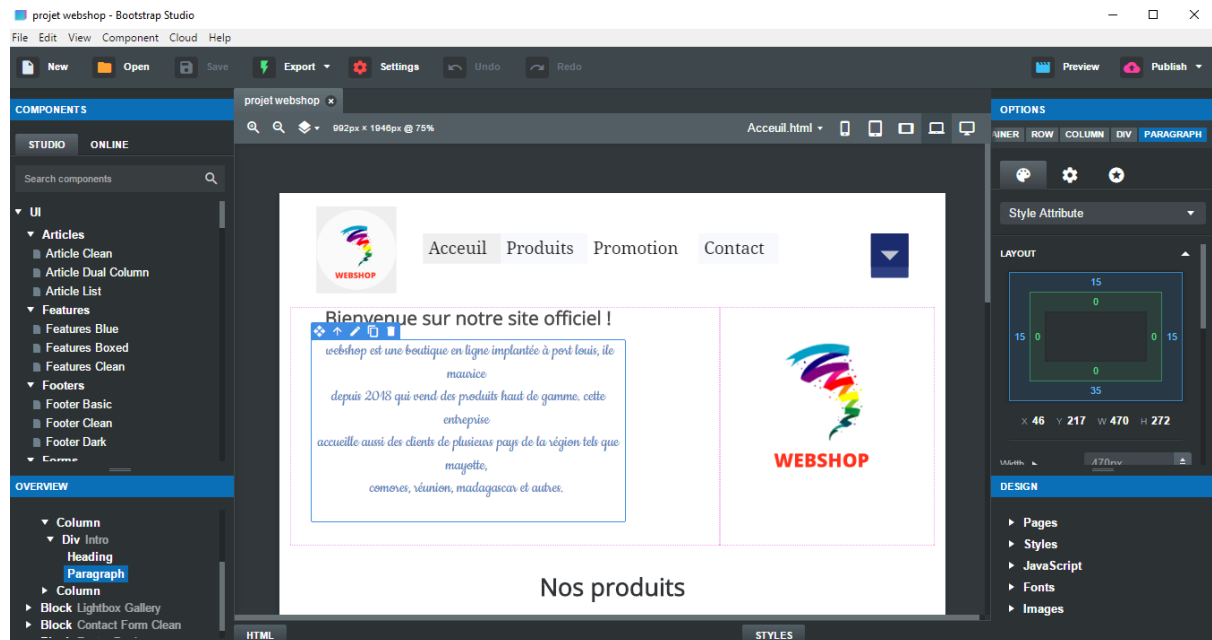 projet webshop - Bootstrap Studio
File Edit View Component Cloud Help
New Open Save Export Settings Undo Redo Preview Publish
COMPONENTS
STUDIO ONLINE
Search components
UI
Articles
Article Clean
Article Dual Column
Article List
Features
Features Blue
Features Boxed
Features Clean
Footers
Footer Basic
Footer Clean
Footer Dark
Forms
OVERVIEW
Column
Div Intro
Heading
Paragraph
Column
Block Lightbox Gallery
Block Contact Form Clean
projet webshop
992px × 1946px @ 75%
Acceuil.html
WEBSHOP
Acceuil Produits Promotion Contact
Bienvenue sur notre site officiel !
webshop est une boutique en ligne implantée à port louis, ile
maurice
depuis 2018 qui vend des produits haut de gamme. cette
entreprise
accueille aussi des clients de plusieurs pays de la région tels que
mayotte,
comores, réunion, madagascar et autres.
WEBSHOP
Nos produits
HTML STYLES
OPTIONS
AINER ROW COLUMN DIV PARAGRAPH
Style Attribute
LAYOUT
15
0
15 0 0 15
0
35
X 46 Y 217 W 470 H 272
Width 470px
DESIGN
Pages
Styles
JavaScript
Fonts
Images